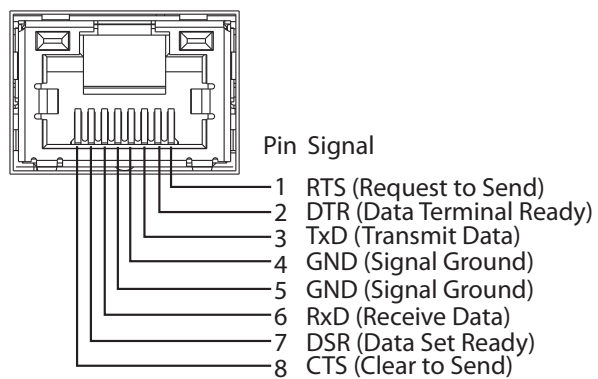 Pin Signal
1 RTS (Request to Send)
2 DTR (Data Terminal Ready)
3 TxD (Transmit Data)
4 GND (Signal Ground)
5 GND (Signal Ground)
6 RxD (Receive Data)
7 DSR (Data Set Ready)
8 CTS (Clear to Send)